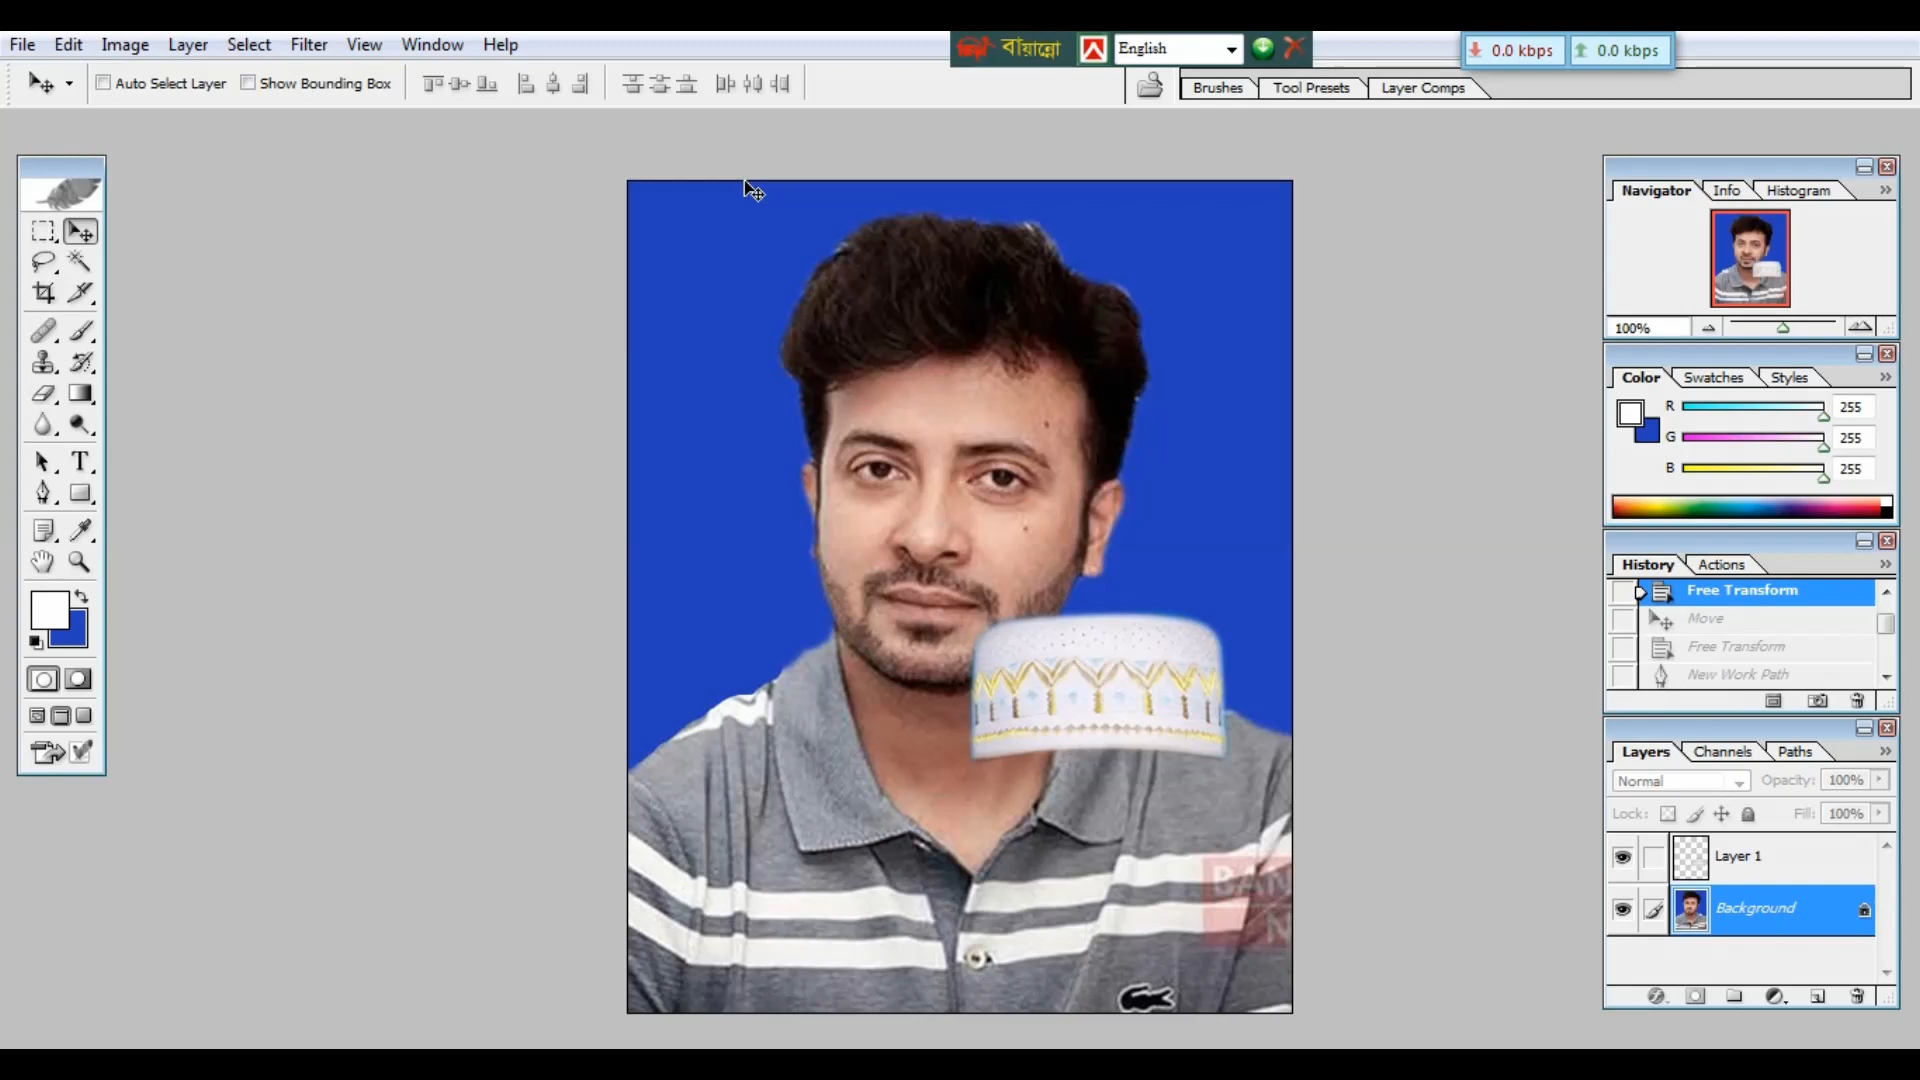 File Edit Image Layer Select Filter View Window Help
বায়ান্নো English 0.0 kbps 0.0 kbps
Auto Select Layer Show Bounding Box Brushes Tool Presets Layer Comps
Navigator Info Histogram
100%
Color Swatches Styles
R 255
G 255
B 255
History Actions
Free Transform
Move
Free Transform
New Work Path
Layers Channels Paths
Normal Opacity: 100%
Lock: Fill: 100%
Layer 1
Background
BAN
N